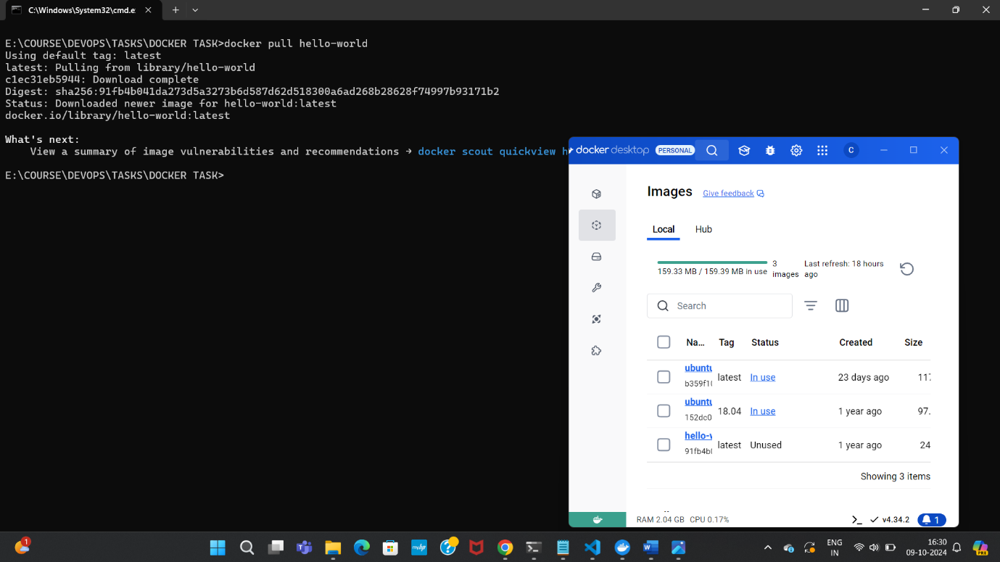 C:\Windows\System32\cmd.e
E:\COURSE\DEVOPS\TASKS\DOCKER TASK>docker pull hello-world
Using default tag: latest
latest: Pulling from library/hello-world
c1ec31eb5944: Download complete
Digest: sha256:91fb4b041da273d5a3273b6d587d62d518300a6ad268b28628f74997b93171b2
Status: Downloaded newer image for hello-world:latest
docker.io/library/hello-world:latest
What's next:
View a summary of image vulnerabilities and recommendations → docker scout quickview h
E:\COURSE\DEVOPS\TASKS\DOCKER TASK>
docker desktop PERSONAL C
Images Give feedback
Local Hub
159.33 MB / 159.39 MB in use 3 images Last refresh: 18 hours ago
Search
Na... Tag Status Created Size
ubuntu latest In use 23 days ago 117
b359f10
ubuntu 18.04 In use 1 year ago 97.
152dc0
hello-w latest Unused 1 year ago 24
91fb4b0
Showing 3 items
RAM 2.04 GB CPU 0.17% v4.34.2 1
1 myhp W ENG 16:30
IN 09-10-2024 PRE